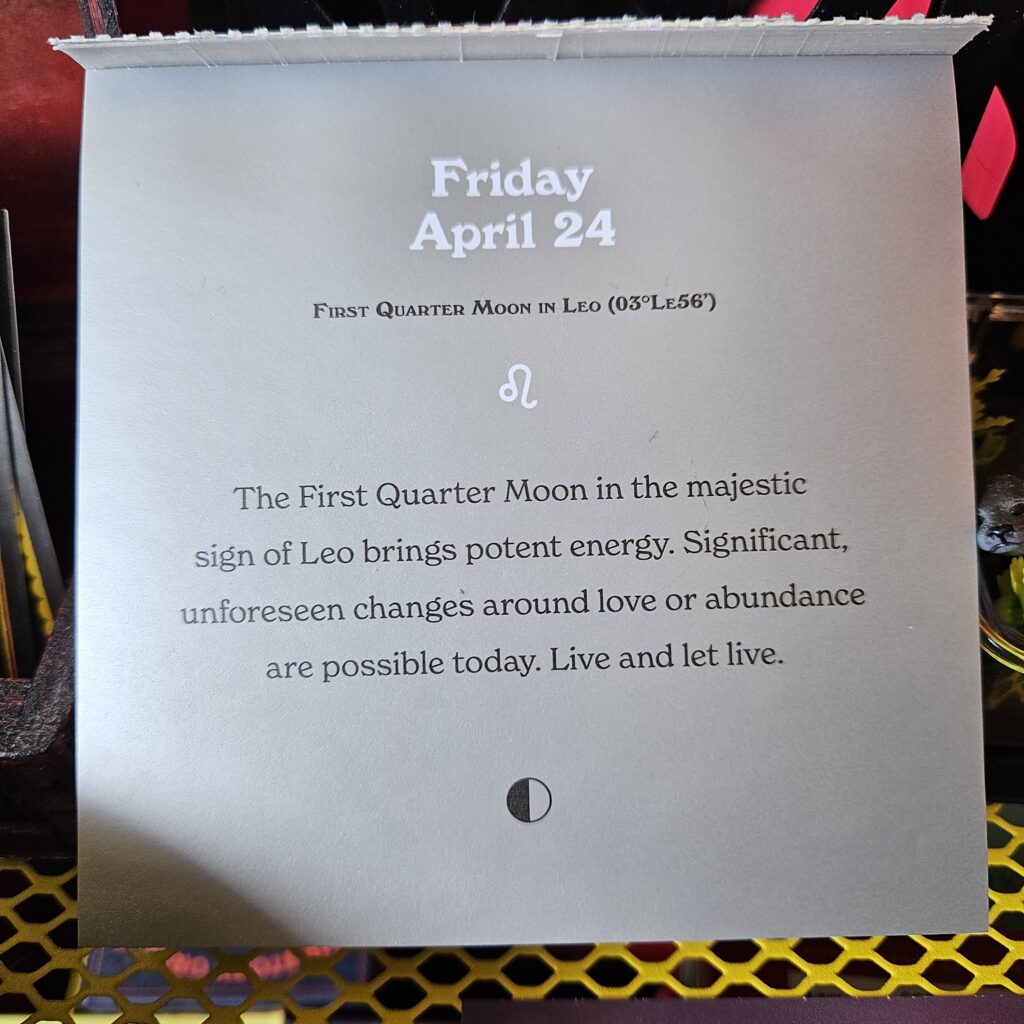 Friday
April 24
First Quarter Moon in Leo (03°Le56')
♌
The First Quarter Moon in the majestic
sign of Leo brings potent energy. Significant,
unforeseen changes around love or abundance
are possible today. Live and let live.